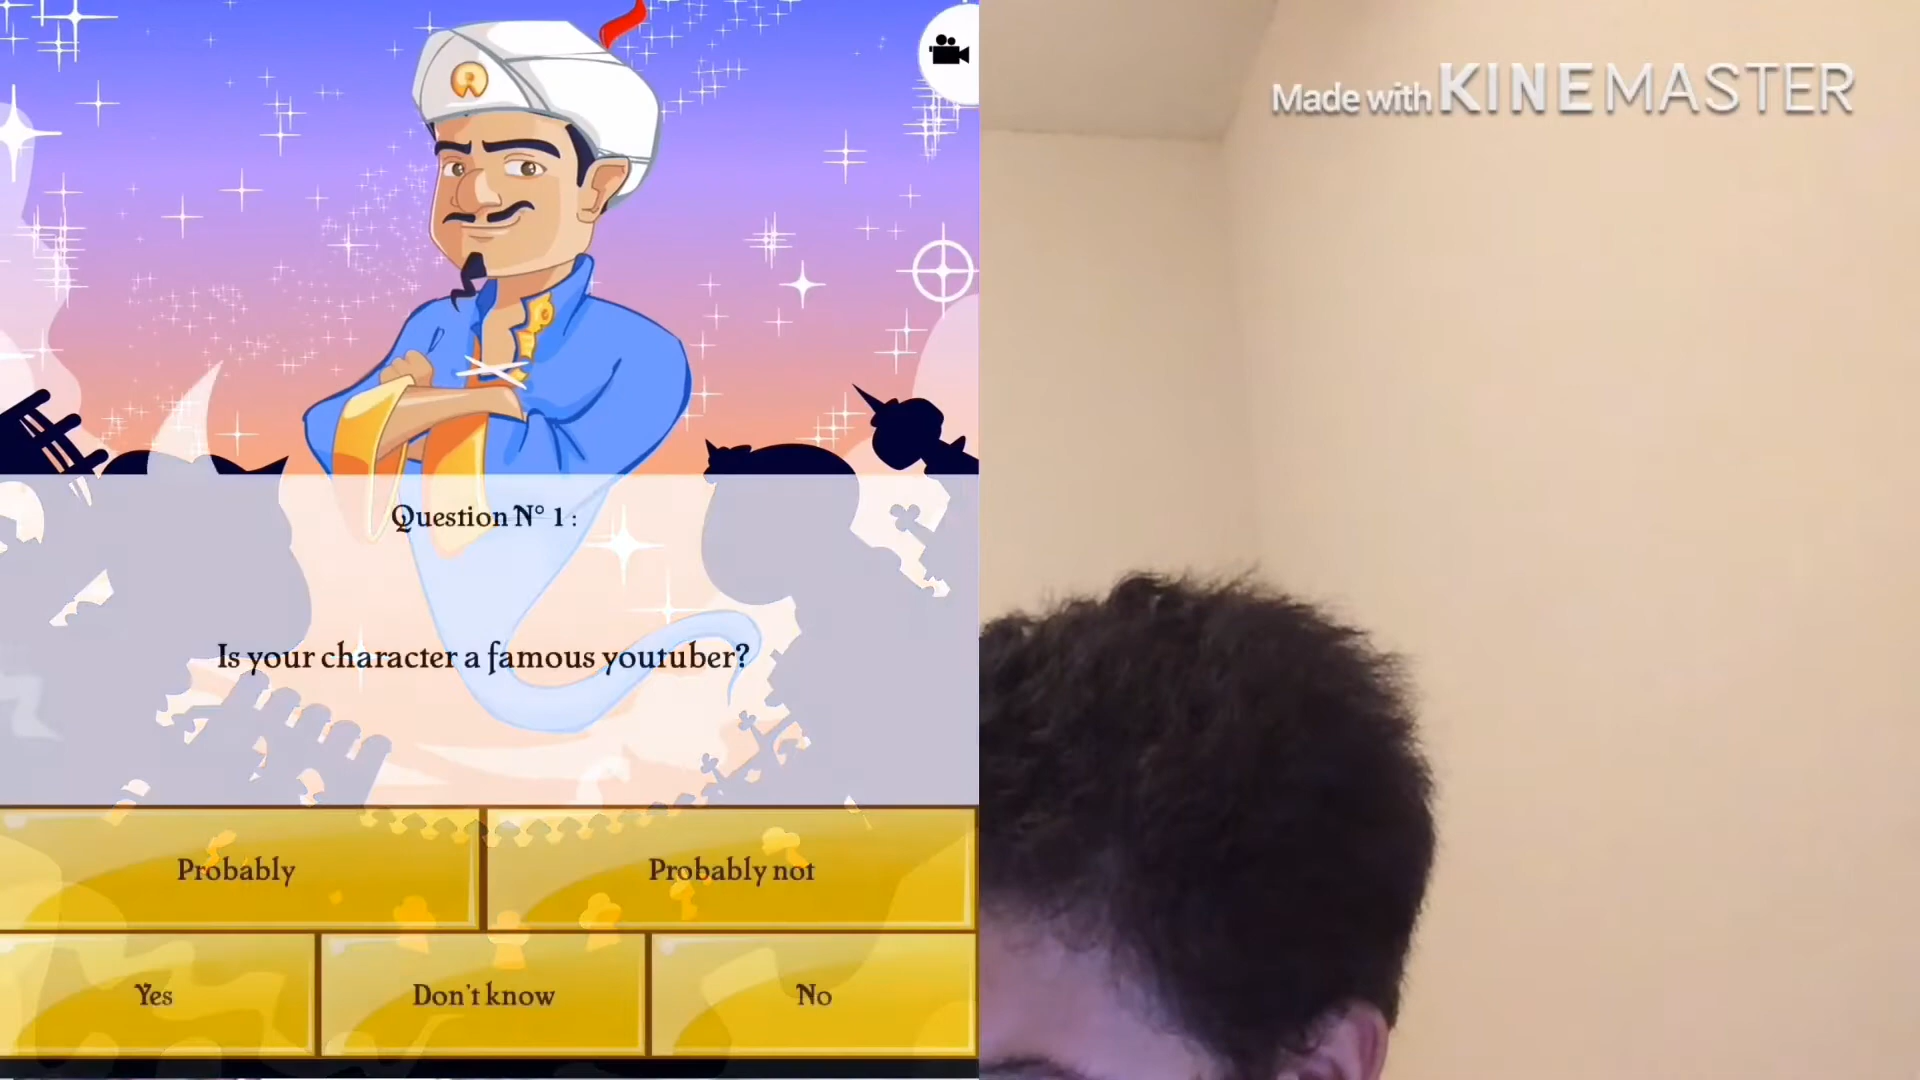 Made with KINEMASTER
Question N° 1 :
Is your character a famous youtuber?
Probably
Probably not
Yes
Don't know
No